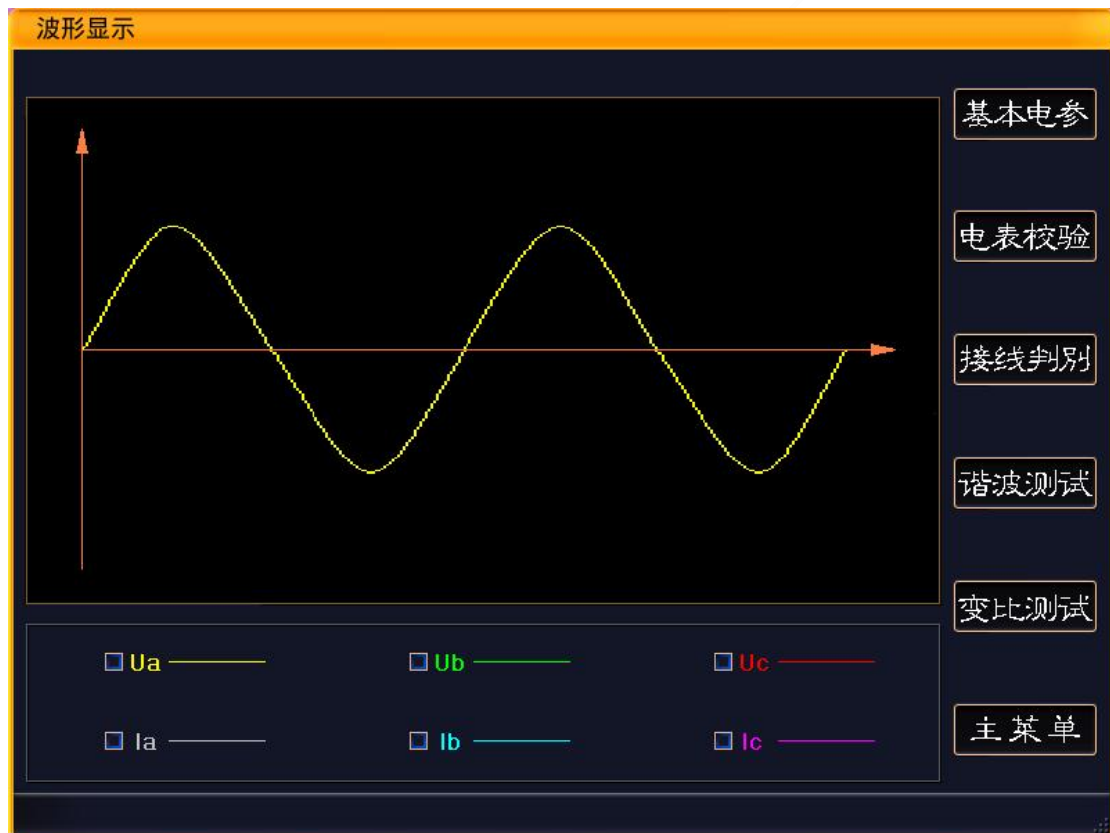 波形显示
基本电参
电表校验
接线判别
谐波测试
变比测试
主菜单
Ua Ub Uc
Ia Ib Ic